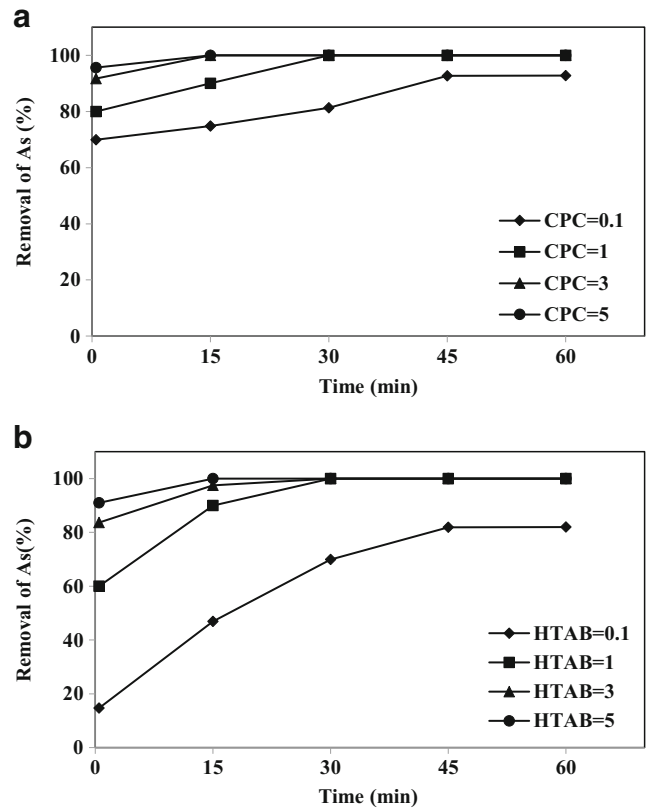 a
100
80
60
40
20
0
Removal of As (%)
CPC=0.1
CPC=1
CPC=3
CPC=5
0 15 30 45 60
Time (min)
b
100
80
60
40
20
0
Removal of As(%)
HTAB=0.1
HTAB=1
HTAB=3
HTAB=5
0 15 30 45 60
Time (min)